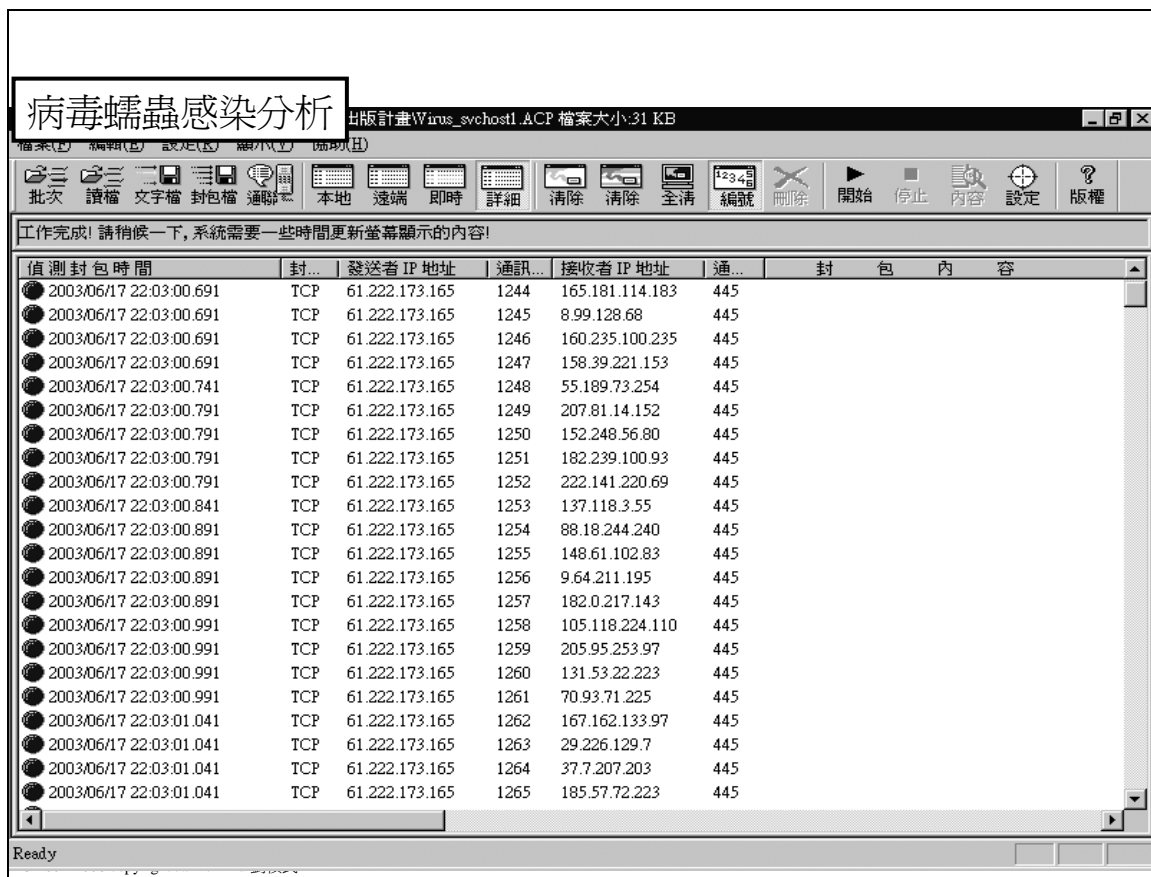 病毒蠕蟲感染分析
出版計畫\Virus_svchost1.ACP 檔案大小:31 KB
檔案(F) 編輯(E) 設定(K) 顯示(V) 協助(H)
批次 讀檔 文字檔 封包檔 通聯 本地 遠端 即時 詳細 清除 清除 全清 編號 刪除 開始 停止 內容 設定 版權
工作完成! 請稍候一下, 系統需要一些時間更新螢幕顯示的內容!
偵測封包時間 封... 發送者 IP 地址 通訊... 接收者 IP 地址 通... 封 包 內 容
2003/06/17 22:03:00.691 TCP 61.222.173.165 1244 165.181.114.183 445
2003/06/17 22:03:00.691 TCP 61.222.173.165 1245 8.99.128.68 445
2003/06/17 22:03:00.691 TCP 61.222.173.165 1246 160.235.100.235 445
2003/06/17 22:03:00.691 TCP 61.222.173.165 1247 158.39.221.153 445
2003/06/17 22:03:00.741 TCP 61.222.173.165 1248 55.189.73.254 445
2003/06/17 22:03:00.791 TCP 61.222.173.165 1249 207.81.14.152 445
2003/06/17 22:03:00.791 TCP 61.222.173.165 1250 152.248.56.80 445
2003/06/17 22:03:00.791 TCP 61.222.173.165 1251 182.239.100.93 445
2003/06/17 22:03:00.791 TCP 61.222.173.165 1252 222.141.220.69 445
2003/06/17 22:03:00.841 TCP 61.222.173.165 1253 137.118.3.55 445
2003/06/17 22:03:00.891 TCP 61.222.173.165 1254 88.18.244.240 445
2003/06/17 22:03:00.891 TCP 61.222.173.165 1255 148.61.102.83 445
2003/06/17 22:03:00.891 TCP 61.222.173.165 1256 9.64.211.195 445
2003/06/17 22:03:00.891 TCP 61.222.173.165 1257 182.0.217.143 445
2003/06/17 22:03:00.991 TCP 61.222.173.165 1258 105.118.224.110 445
2003/06/17 22:03:00.991 TCP 61.222.173.165 1259 205.95.253.97 445
2003/06/17 22:03:00.991 TCP 61.222.173.165 1260 131.53.22.223 445
2003/06/17 22:03:00.991 TCP 61.222.173.165 1261 70.93.71.225 445
2003/06/17 22:03:01.041 TCP 61.222.173.165 1262 167.162.133.97 445
2003/06/17 22:03:01.041 TCP 61.222.173.165 1263 29.226.129.7 445
2003/06/17 22:03:01.041 TCP 61.222.173.165 1264 37.7.207.203 445
2003/06/17 22:03:01.041 TCP 61.222.173.165 1265 185.57.72.223 445
Ready